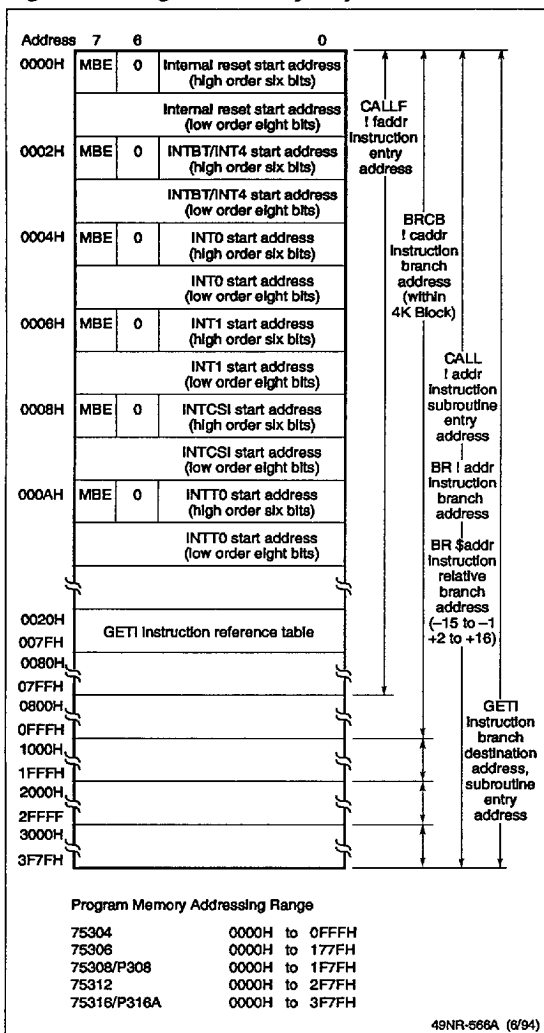 Address 7 6 0
0000H MBE 0 Internal reset start address
(high order six bits)
Internal reset start address
(low order eight bits)
0002H MBE 0 INTBT/INT4 start address
(high order six bits)
INTBT/INT4 start address
(low order eight bits)
0004H MBE 0 INT0 start address
(high order six bits)
INT0 start address
(low order eight bits)
0006H MBE 0 INT1 start address
(high order six bits)
INT1 start address
(low order eight bits)
0008H MBE 0 INTCSI start address
(high order six bits)
INTCSI start address
(low order eight bits)
000AH MBE 0 INTT0 start address
(high order six bits)
INTT0 start address
(low order eight bits)
0020H
GETI instruction reference table
007FH
0080H
07FFH
0800H
0FFFH
1000H
1FFFH
2000H
2FFFF
3000H
3F7FH
CALLF
! faddr
instruction
entry
address
BRCB
! caddr
instruction
branch
address
(within
4K Block)
CALL
! addr
instruction
subroutine
entry
address
BR ! addr
instruction
branch
address
BR $addr
instruction
relative
branch
address
(–15 to –1
+2 to +16)
GETI
instruction
branch
destination
address,
subroutine
entry
address
Program Memory Addressing Range
75304 0000H to 0FFFH
75306 0000H to 177FH
75308/P308 0000H to 1F7FH
75312 0000H to 2F7FH
75316/P316A 0000H to 3F7FH
49NR-566A (6/94)